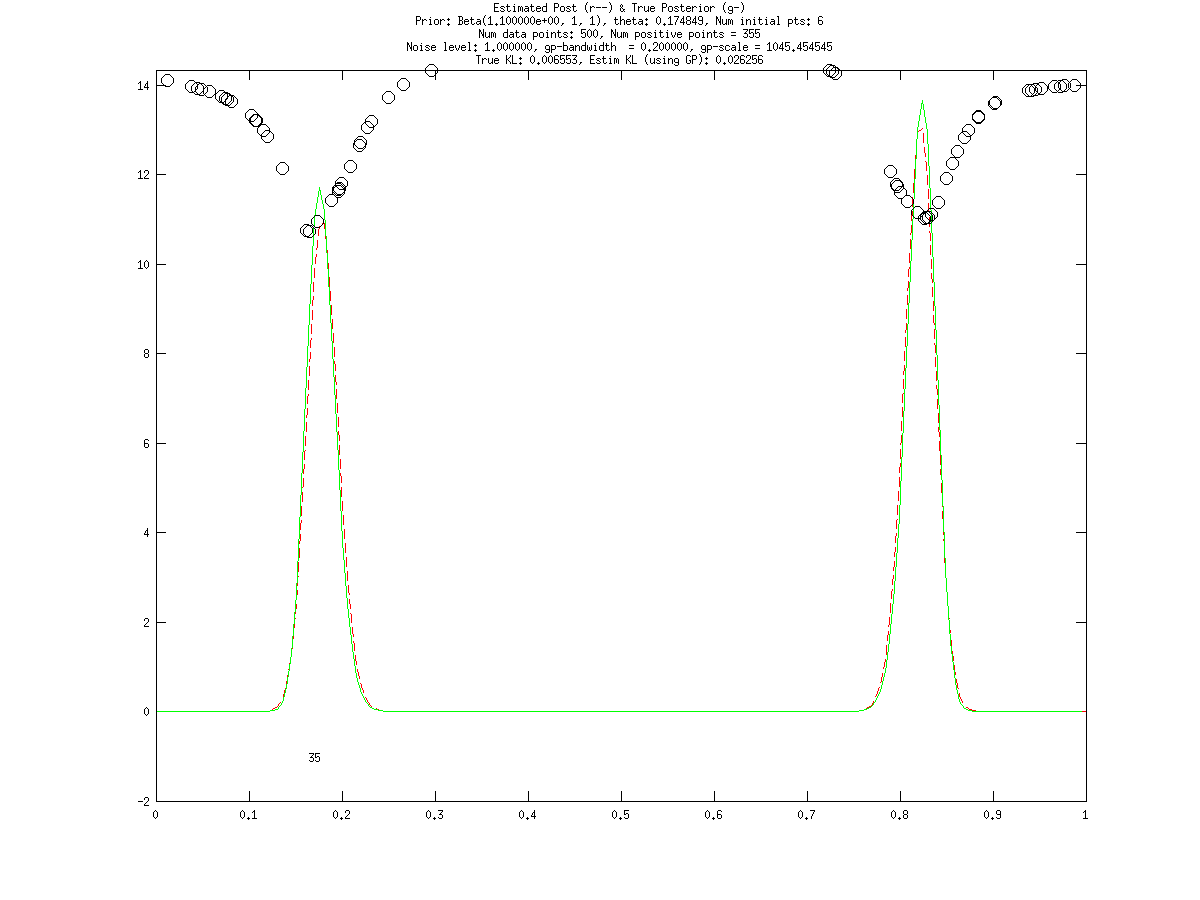 Estimated Post (r--) & True Posterior (g-)
Prior: Beta(1.100000e+00, 1, 1), theta: 0.174849, Num initial pts: 6
Num data points: 500, Num positive points = 355
Noise level: 1.000000, gp-bandwidth  = 0.200000, gp-scale = 1045.454545
True KL: 0.006553, Estim KL (using GP): 0.026256
14
12
10
8
6
4
2
0
35
-2
0 0.1 0.2 0.3 0.4 0.5 0.6 0.7 0.8 0.9 1